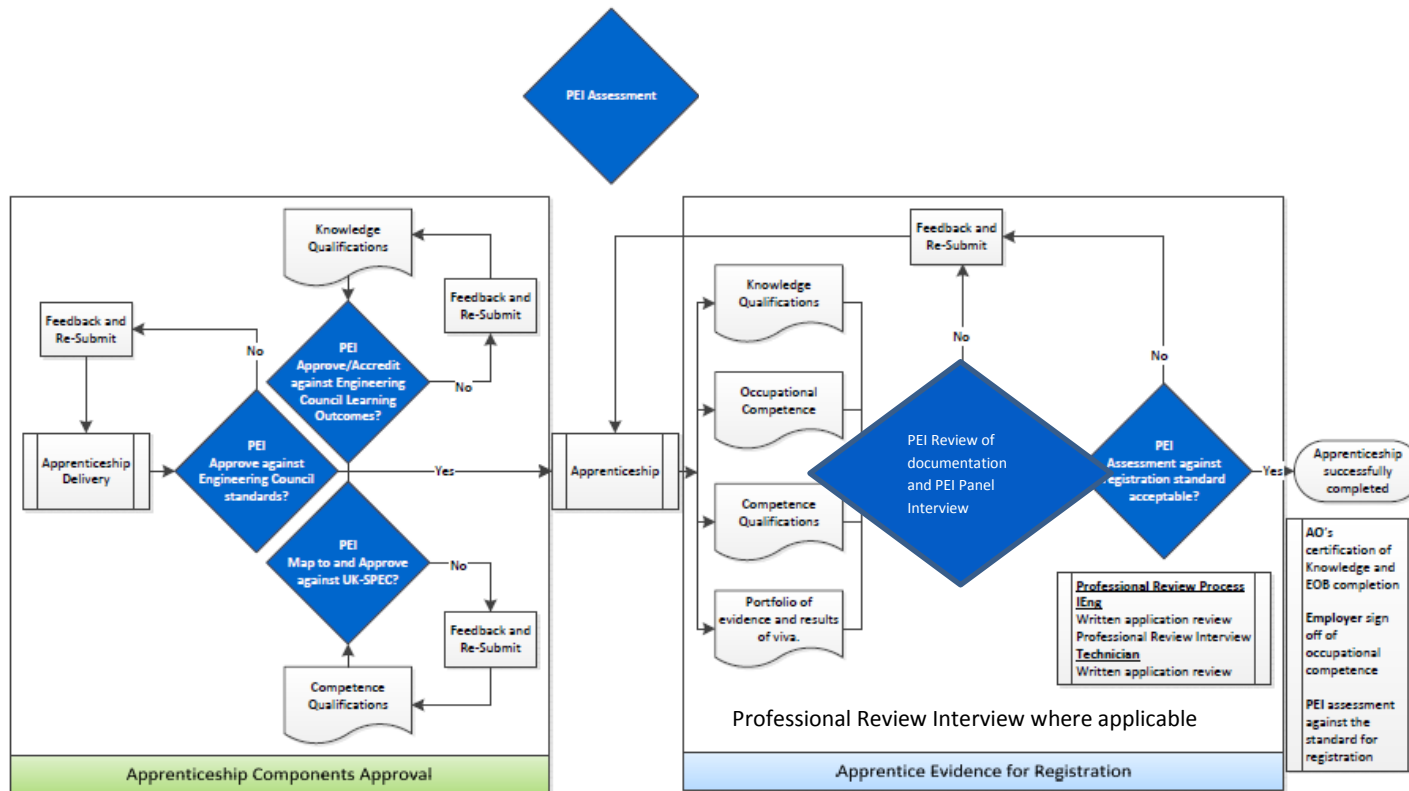 PEI Assessment
Knowledge
Qualifications
Feedback and
Re-Submit
Feedback and
Re-Submit
No
PEI
Approve/Accredit
against Engineering
Council Learning
Outcomes?
No
Apprenticeship
Delivery
PEI
Approve against
Engineering Council
standards?
Yes
PEI
Map to and Approve
against UK-SPEC?
No
Feedback and
Re-Submit
Competence
Qualifications
Apprenticeship Components Approval
Apprenticeship
Feedback and
Re-Submit
Knowledge
Qualifications
No
No
Occupational
Competence
Competence
Qualifications
Portfolio of
evidence and results
of viva.
PEI Review of
documentation
and PEI Panel
Interview
PEI
Assessment against
registration standard
acceptable?
Yes
Apprenticeship
successfully
completed
Professional Review Process
IEng
Written application review
Professional Review Interview
Technician
Written application review
AO's
certification of
Knowledge and
EOB completion
Employer sign
off of
occupational
competence
PEI assessment
against the
standard for
registration
Professional Review Interview where applicable
Apprentice Evidence for Registration